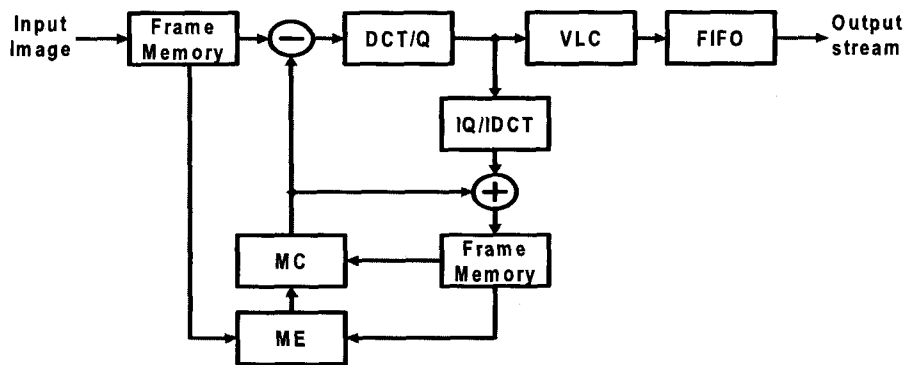 Input
Image
Frame
Memory
−
DCT/Q
VLC
FIFO
Output
stream
IQ/IDCT
+
MC
Frame
Memory
ME